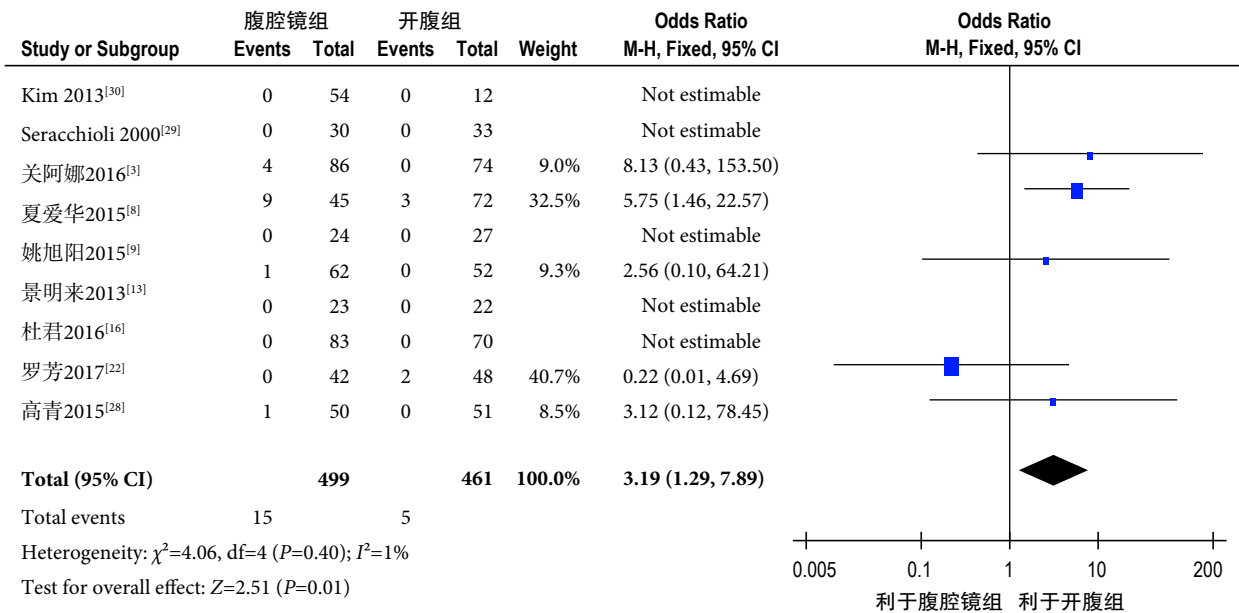 腹腔镜组 开腹组 Odds Ratio Odds Ratio
Study or Subgroup Events Total Events Total Weight M-H, Fixed, 95% CI M-H, Fixed, 95% CI
Kim 2013[30] 0 54 0 12 Not estimable
Seracchioli 2000[29] 0 30 0 33 Not estimable
关阿娜2016[3] 4 86 0 74 9.0% 8.13 (0.43, 153.50)
夏爱华2015[8] 9 45 3 72 32.5% 5.75 (1.46, 22.57)
姚旭阳2015[9] 0 24 0 27 Not estimable
1 62 0 52 9.3% 2.56 (0.10, 64.21)
景明来2013[13] 0 23 0 22 Not estimable
杜君2016[16] 0 83 0 70 Not estimable
罗芳2017[22] 0 42 2 48 40.7% 0.22 (0.01, 4.69)
高青2015[28] 1 50 0 51 8.5% 3.12 (0.12, 78.45)
Total (95% CI) 499 461 100.0% 3.19 (1.29, 7.89)
Total events 15 5
Heterogeneity: χ²=4.06, df=4 (P=0.40); I²=1%
Test for overall effect: Z=2.51 (P=0.01)
0.005 0.1 1 10 200
利于腹腔镜组 利于开腹组